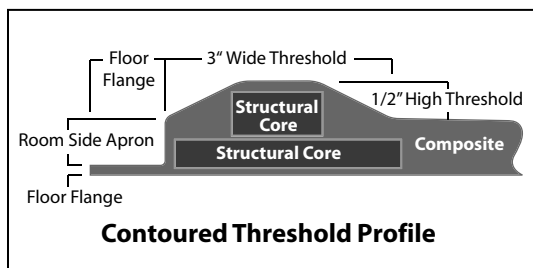 Floor
Flange
3“ Wide Threshold
1/2” High Threshold
Structural
Core
Room Side Apron
Structural Core
Composite
Floor Flange
Contoured Threshold Profile